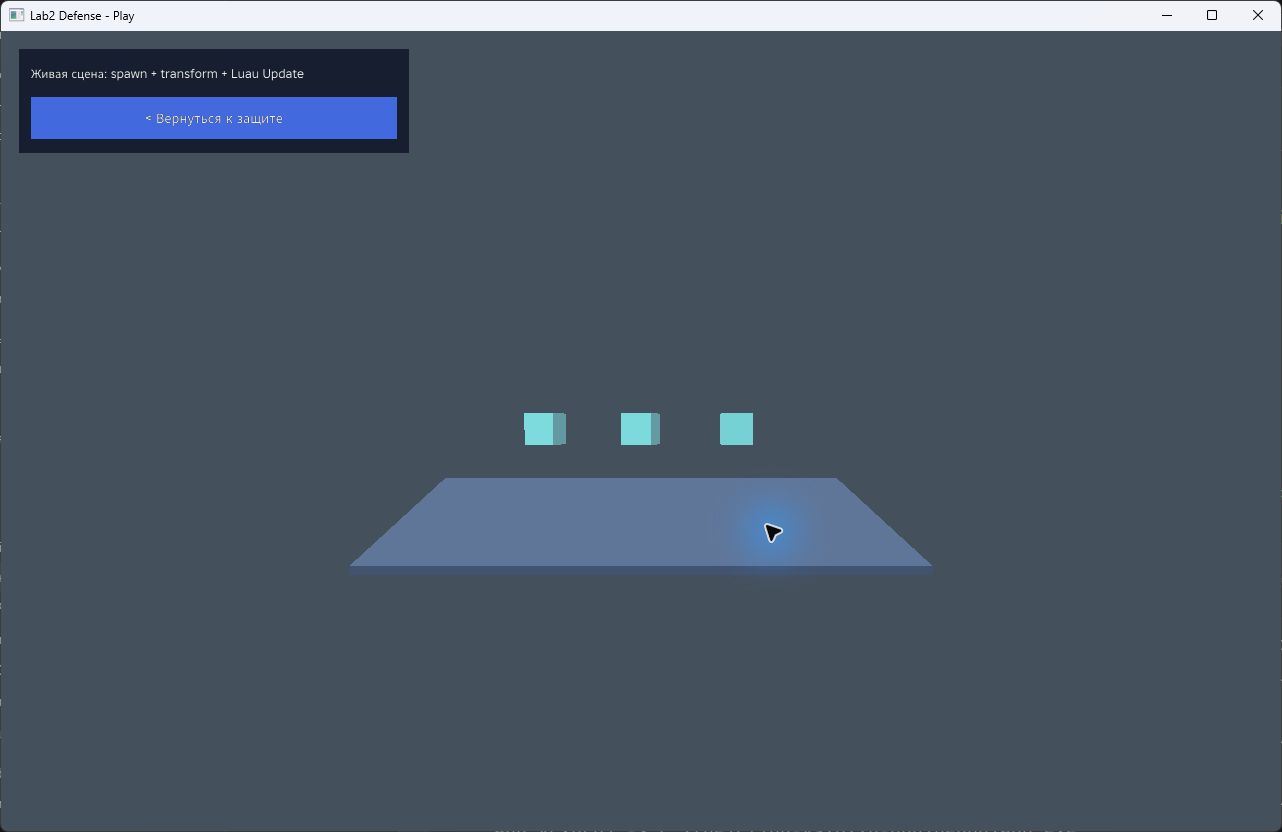 Lab2 Defense - Play
Живая сцена: spawn + transform + Luau Update
< Вернуться к защите